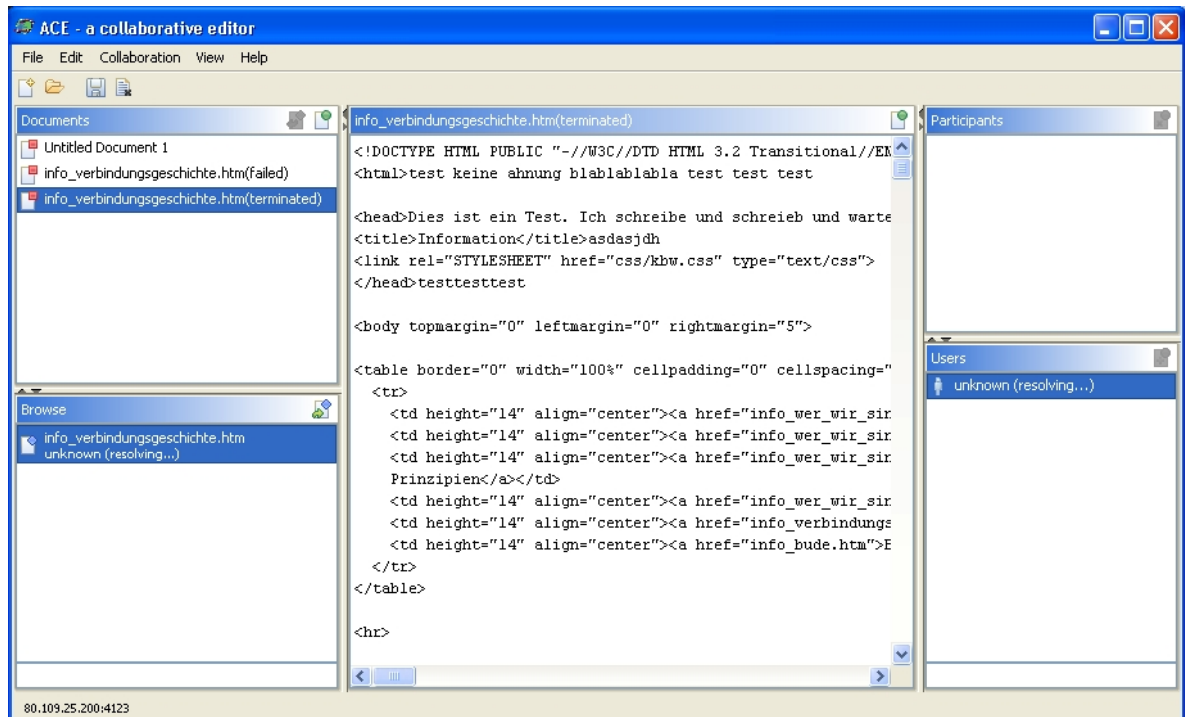 ACE - a collaborative editor
File Edit Collaboration View Help
Documents
Untitled Document 1
info_verbindungsgeschichte.htm(failed)
info_verbindungsgeschichte.htm(terminated)
Browse
info_verbindungsgeschichte.htm
unknown (resolving...)
info_verbindungsgeschichte.htm(terminated)
<!DOCTYPE HTML PUBLIC "-//W3C//DTD HTML 3.2 Transitional//EN
<html>test keine ahnung blablablabla test test test
<head>Dies ist ein Test. Ich schreibe und schreieb und warte
<title>Information</title>asdasjdh
<link rel="STYLESHEET" href="css/kbw.css" type="text/css">
</head>testtesttest
<body topmargin="0" leftmargin="0" rightmargin="5">
<table border="0" width="100%" cellpadding="0" cellspacing="
<tr>
<td height="14" align="center"><a href="info_wer_wir_sin
<td height="14" align="center"><a href="info_wer_wir_sin
<td height="14" align="center"><a href="info_wer_wir_sin
Prinzipien</a></td>
<td height="14" align="center"><a href="info_wer_wir_sin
<td height="14" align="center"><a href="info_verbindungs
<td height="14" align="center"><a href="info_bude.htm">B
</tr>
</table>
<hr>
Participants
Users
unknown (resolving...)
80.109.25.200:4123